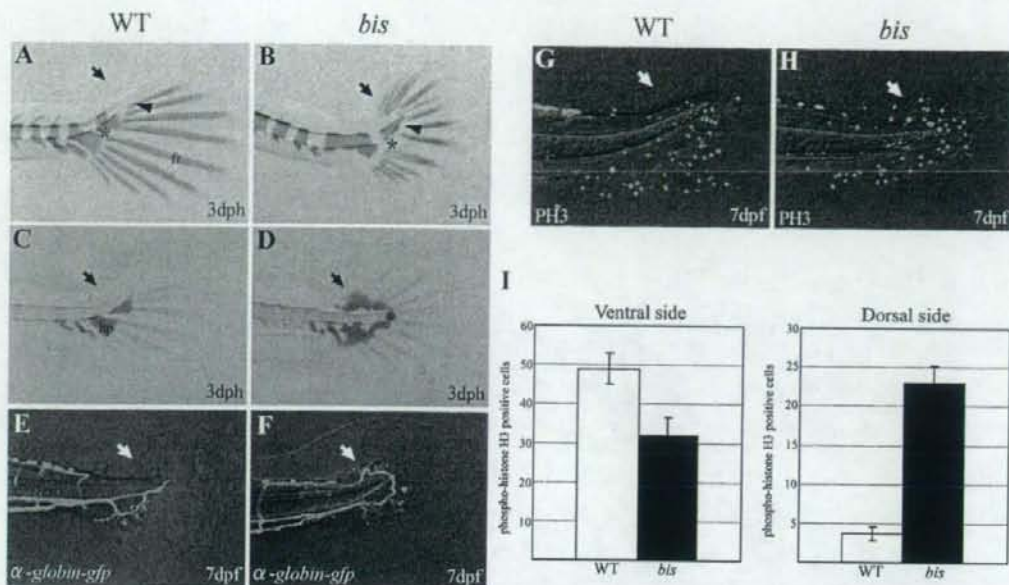 WT
bis
A
3dph
B
3dph
C
3dph
D
3dph
E
α-globin-gfp
7dpf
F
α-globin-gfp
7dpf
WT
bis
G
PH3
7dpf
H
PH3
7dpf
I
Ventral side
phospho-histone H3 positive cells
60
50
40
30
20
10
WT
bis
Dorsal side
phospho-histone H3 positive cells
30
25
20
15
10
5
WT
bis